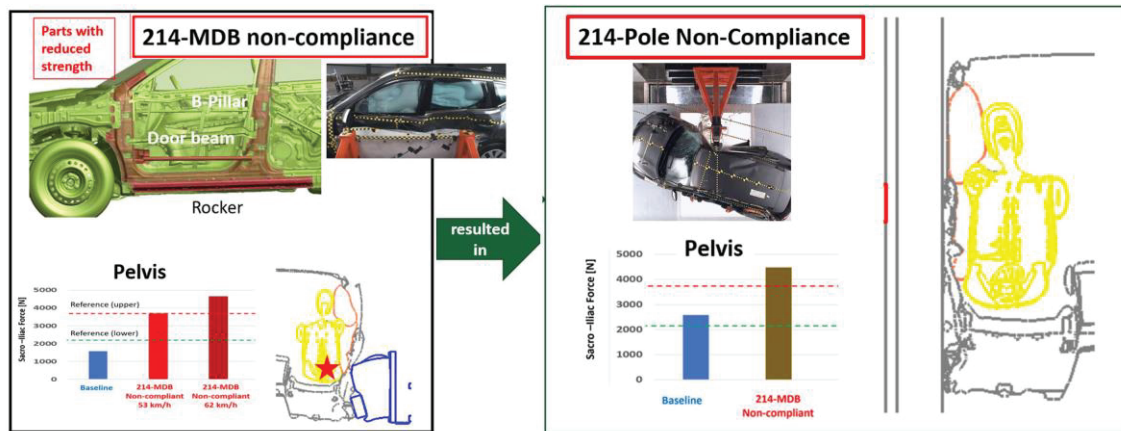 Parts with
reduced
strength
214-MDB non-compliance
B-Pillar
Door beam
Rocker
Pelvis
Sacro –Iliac Force [N]
5000
4000
3000
2000
1000
0
Reference (upper)
Reference (lower)
Baseline
214-MDB
Non-compliant
53 km/h
214-MDB
Non-compliant
62 km/h
resulted
in
214-Pole Non-Compliance
Pelvis
Sacro –Iliac Force [N]
5000
4000
3000
2000
1000
0
Baseline
214-MDB
Non-compliant